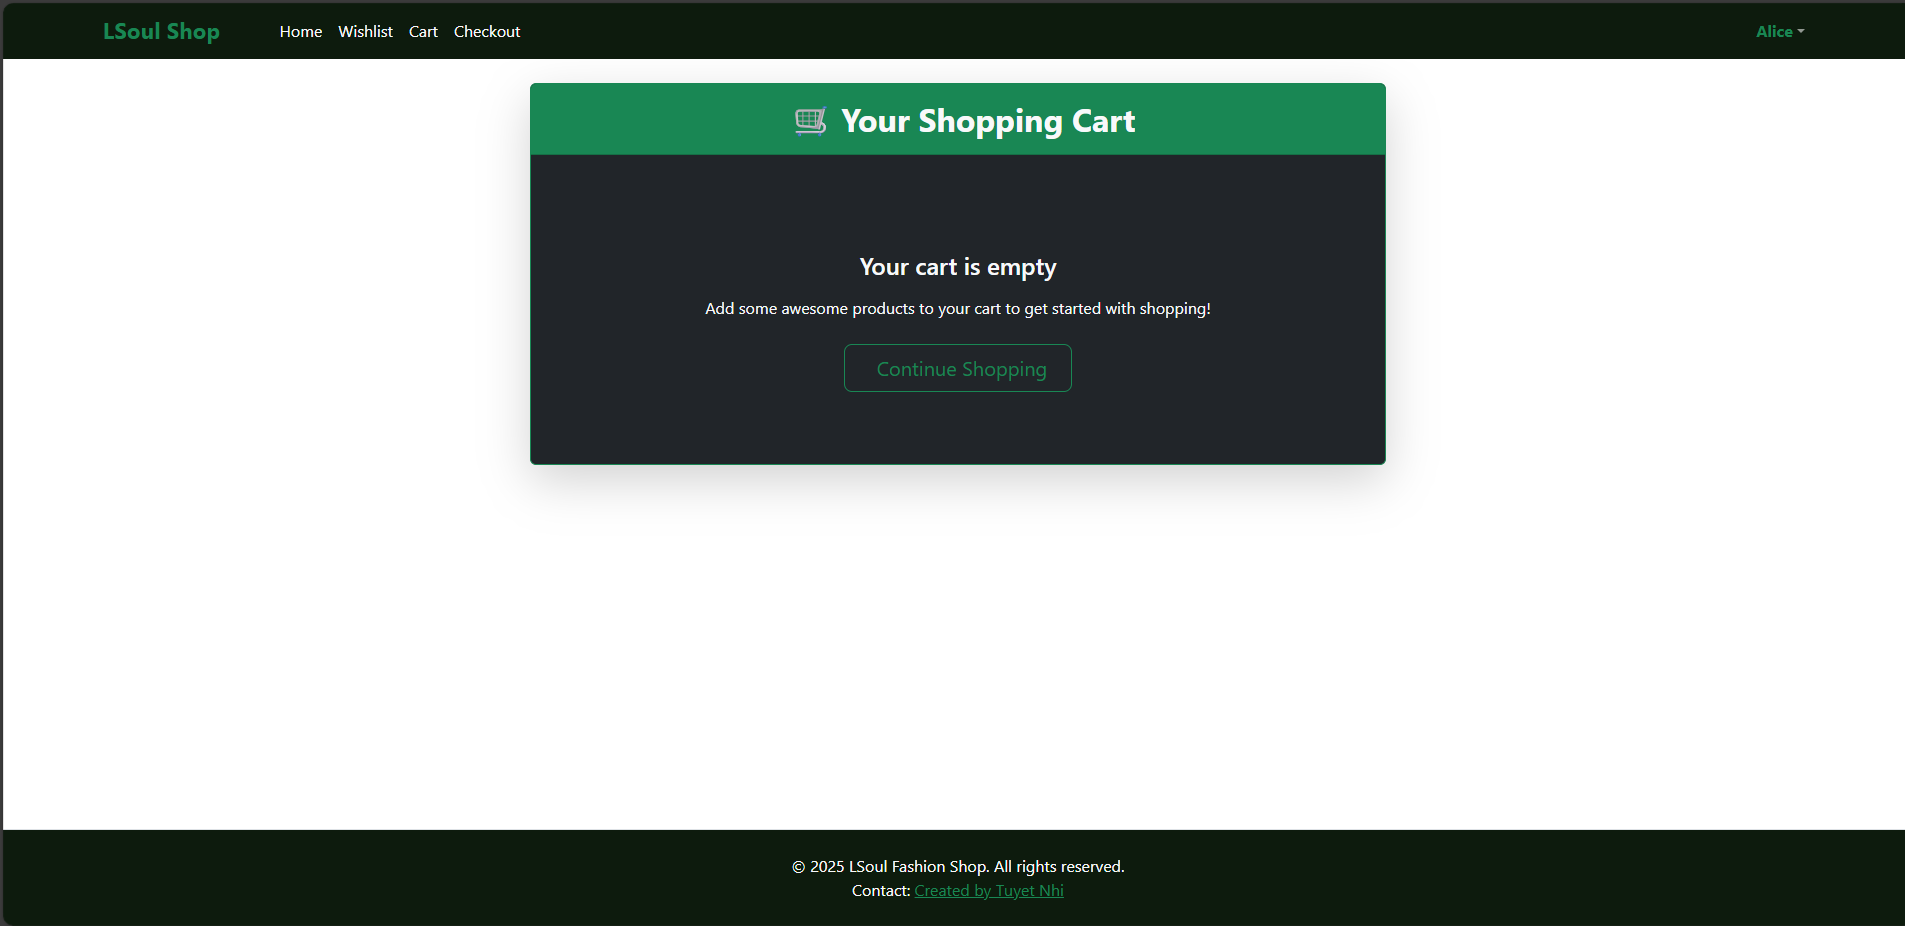 LSoul Shop
Home Wishlist Cart Checkout
Alice
Your Shopping Cart
Your cart is empty
Add some awesome products to your cart to get started with shopping!
Continue Shopping
© 2025 LSoul Fashion Shop. All rights reserved.
Contact: Created by Tuyet Nhi